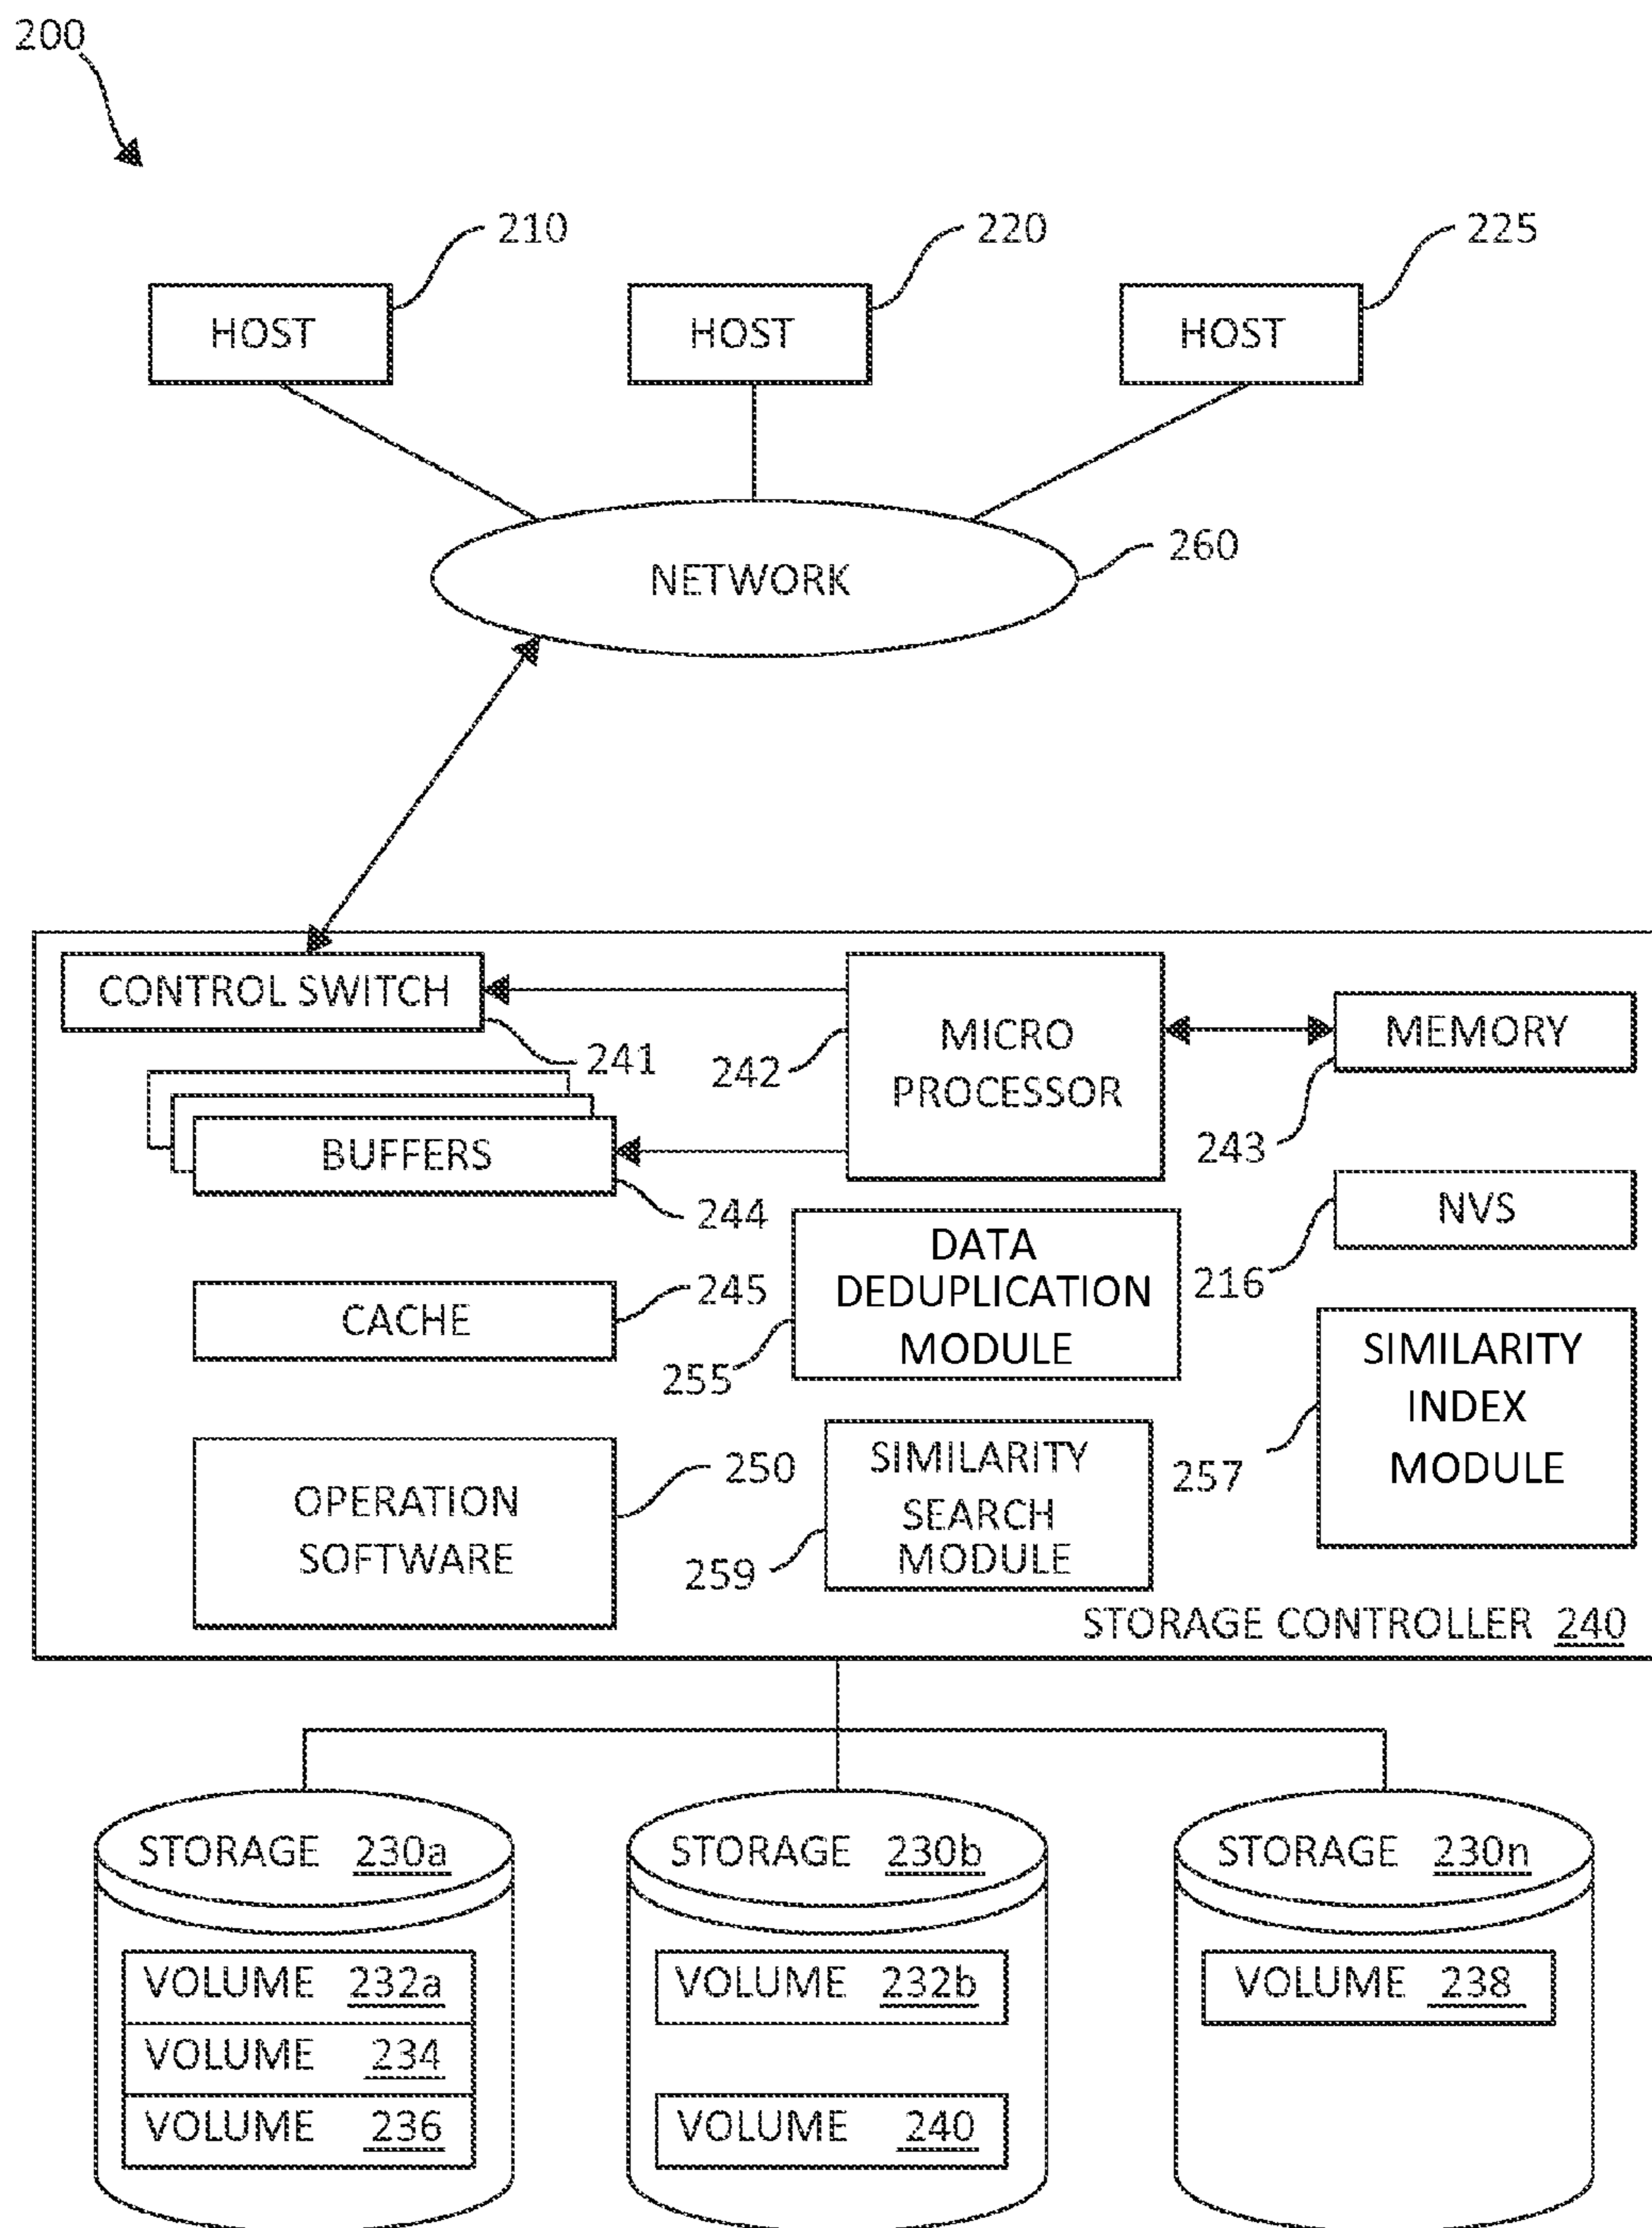 200
210
220
225
HOST
HOST
HOST
260
NETWORK
CONTROL SWITCH
241
242
MICRO
PROCESSOR
MEMORY
243
BUFFERS
244
NVS
216
DATA
DEDUPLICATION
MODULE
255
CACHE
245
SIMILARITY
INDEX
MODULE
257
OPERATION
SOFTWARE
250
SIMILARITY
SEARCH
MODULE
259
STORAGE CONTROLLER 240
STORAGE 230a
VOLUME 232a
VOLUME 234
VOLUME 236
STORAGE 230b
VOLUME 232b
VOLUME 240
STORAGE 230n
VOLUME 238